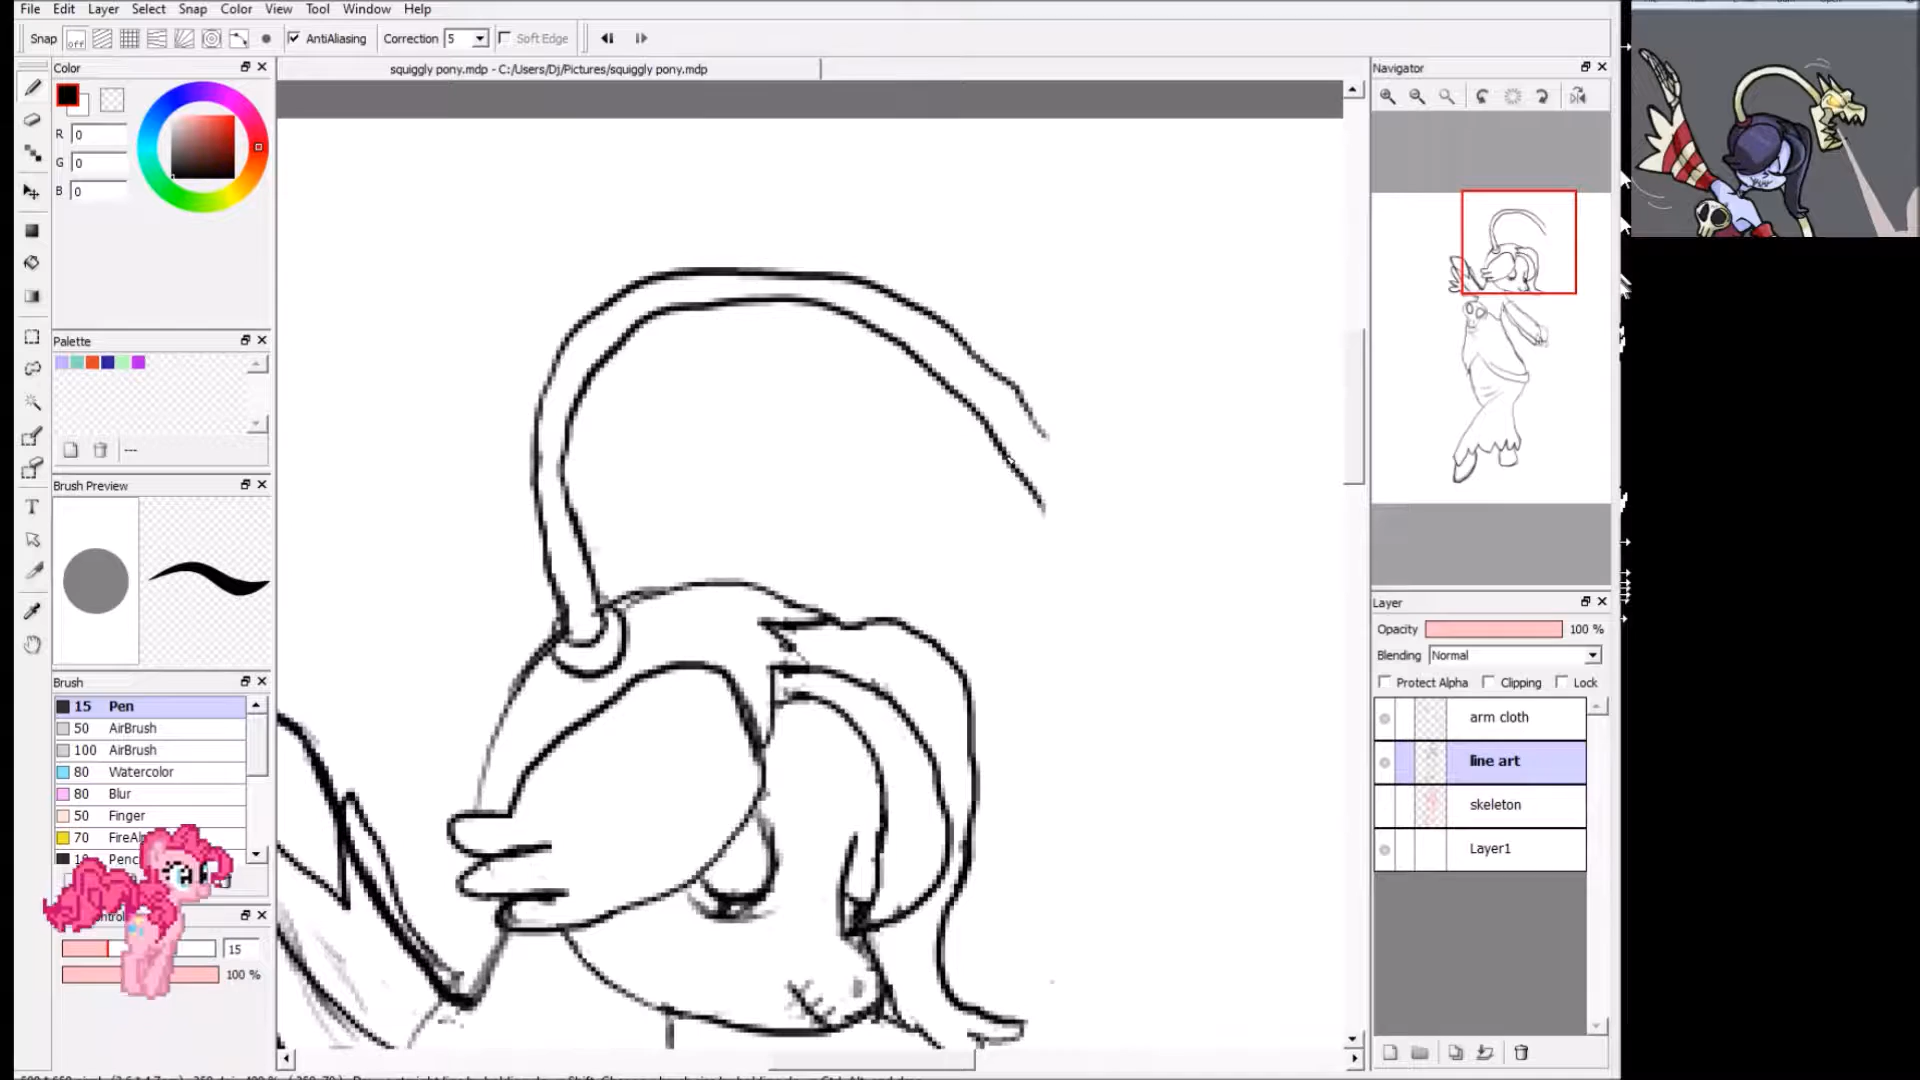 File Edit Layer Select Snap Color View Tool Window Help
Snap off AntiAliasing Correction 5 Soft Edge
Color
squiggly pony.mdp - C:/Users/Dj/Pictures/squiggly pony.mdp
Navigator
R 0
G 0
B 0
Palette
---
Brush Preview
T
Brush
15 Pen
50 AirBrush
100 AirBrush
80 Watercolor
80 Blur
50 Finger
70
15
100 %
Layer
Opacity 100 %
Blending Normal
Protect Alpha Clipping Lock
arm cloth
line art
skeleton
Layer1